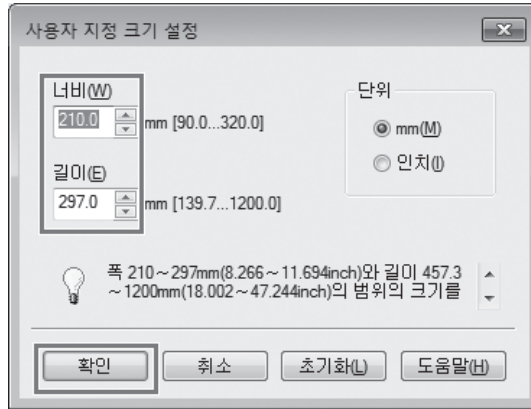 사용자 지정 크기 설정
너비(W)
210.0 mm [90.0...320.0]
길이(E)
297.0 mm [139.7...1200.0]
단위
mm(M)
인치(I)
폭 210~297mm(8.266~11.694inch)와 길이 457.3
~1200mm(18.002~47.244inch)의 범위의 크기를
확인 취소 초기화(L) 도움말(H)